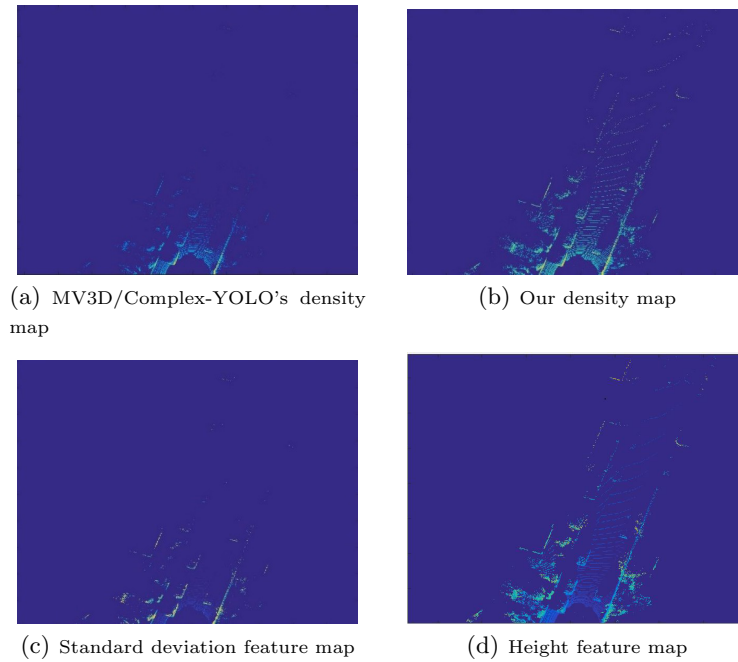 (a) MV3D/Complex-YOLO's density
map
(b) Our density map
(c) Standard deviation feature map
(d) Height feature map